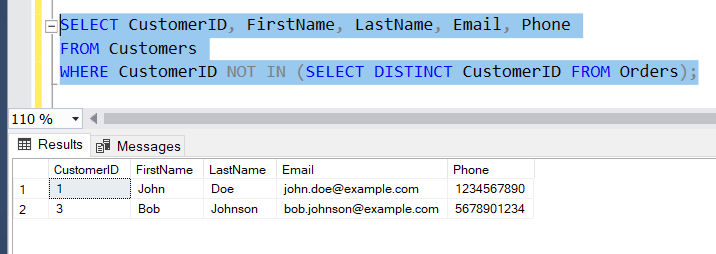 SELECT CustomerID, FirstName, LastName, Email, Phone
FROM Customers
WHERE CustomerID NOT IN (SELECT DISTINCT CustomerID FROM Orders);
110 %
Results Messages
CustomerID FirstName LastName Email Phone
1 1 John Doe john.doe@example.com 1234567890
2 3 Bob Johnson bob.johnson@example.com 5678901234